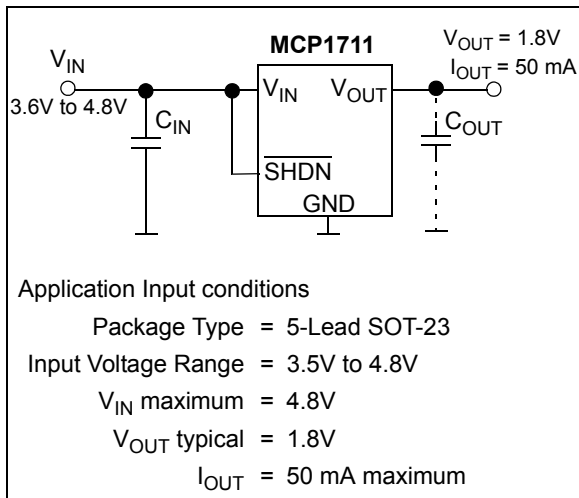 MCP1711
V_OUT = 1.8V
I_OUT = 50 mA
V_IN
3.6V to 4.8V
C_IN
V_IN
V_OUT
C_OUT
SHDN
GND
Application Input conditions
Package Type = 5-Lead SOT-23
Input Voltage Range = 3.5V to 4.8V
V_IN maximum = 4.8V
V_OUT typical = 1.8V
I_OUT = 50 mA maximum